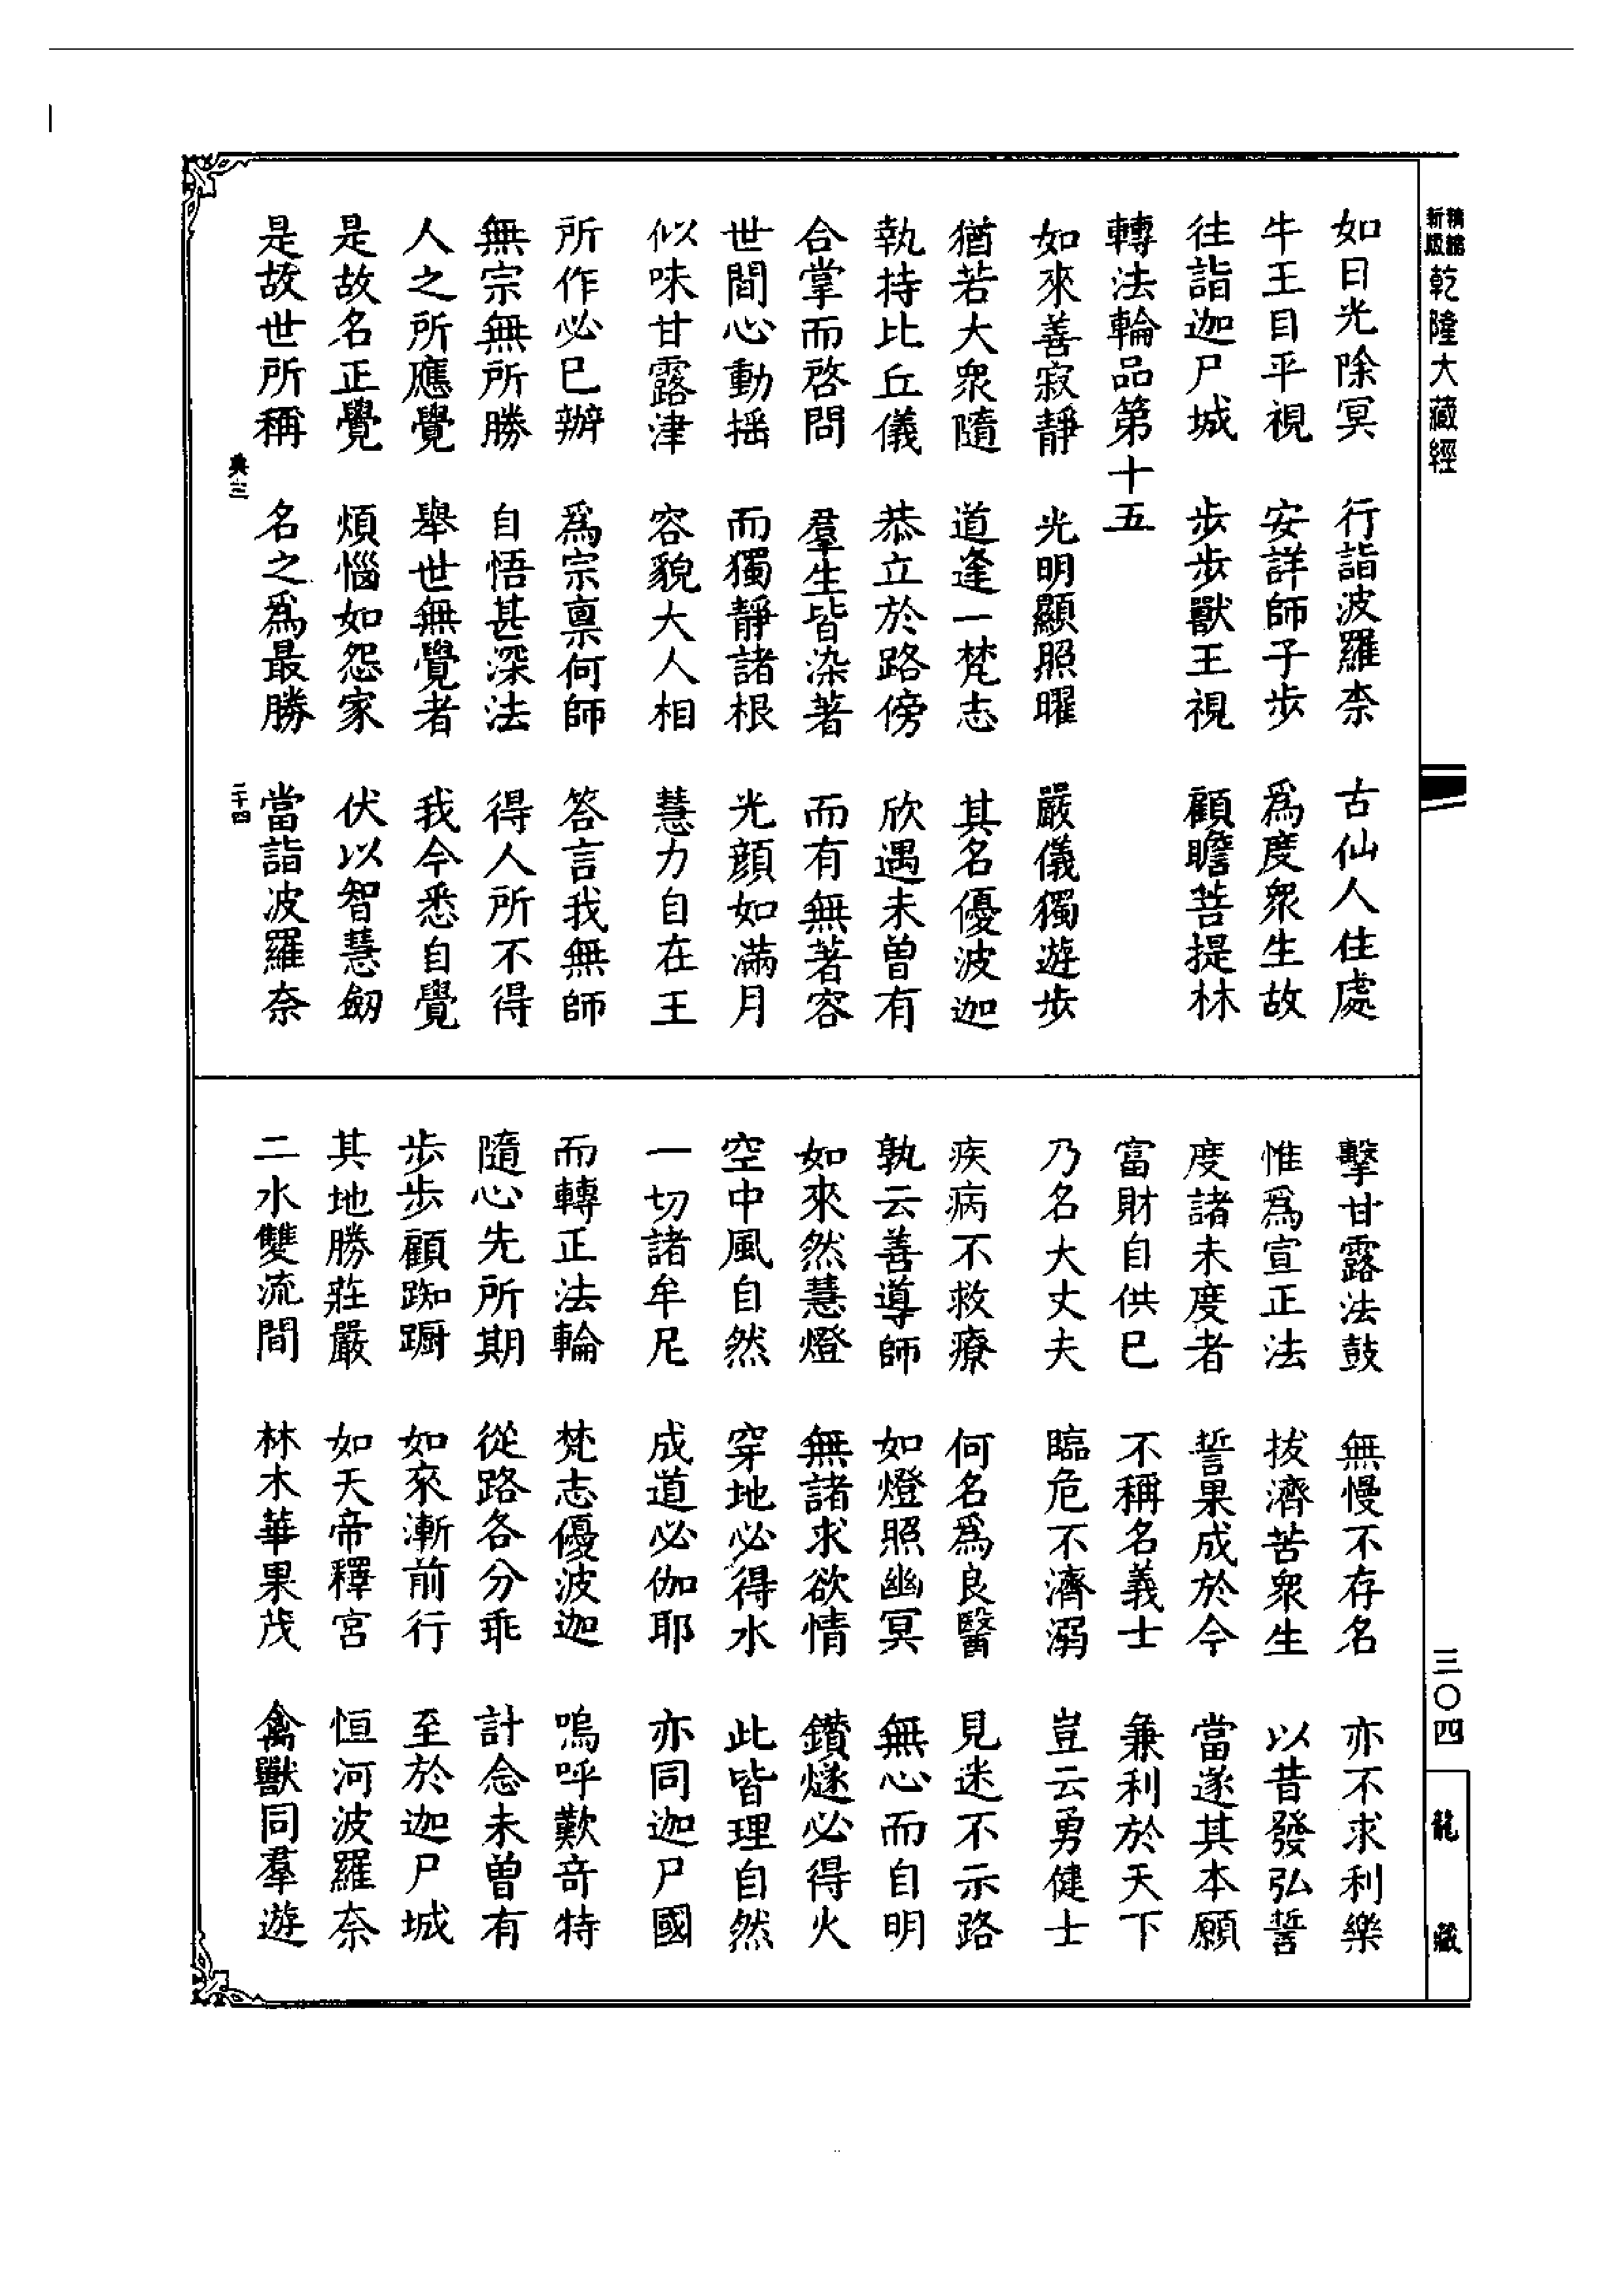 精縮新版乾隆大藏經
如日光除冥　行詣波羅柰　古仙人住處
牛王目平視　安詳師子步　為度眾生故
往詣迦尸城　步步獸王視　顧瞻菩提林
轉法輪品第十五
如來善寂靜　光明顯照曜　嚴儀獨遊步
猶若大眾隨　道逢一梵志　其名優波迦
執持比丘儀　恭立於路傍　欣遇未曾有
合掌而啓問　羣生皆染著　而有無著容
世間心動搖　而獨靜諸根　光顏如滿月
似味甘露津　容貌大人相　慧力自在王
所作必已辦　為宗稟何師　答言我無師
無宗無所勝　自悟甚深法　得人所不得
人之所應覺　舉世無覺者　我今悉自覺
是故名正覺　煩惱如怨家　伏以智慧劒
是故世所稱　名之為最勝　當詣波羅奈
典三　二十四
擊甘露法鼓　無慢不存名　亦不求利樂
惟為宣正法　拔濟苦眾生　以昔發弘誓
度諸未度者　誓果成於今　當遂其本願
富財自供已　不稱名義士　兼利於天下
乃名大丈夫　臨危不濟溺　豈云勇健士
疾病不救療　何名為良醫　見迷不示路
孰云善導師　如燈照幽冥　無心而自明
如來然慧燈　無諸求欲情　鑽燧必得火
空中風自然　穿地必得水　此皆理自然
一切諸牟尼　成道必伽耶　亦同迦尸國
而轉正法輪　梵志優波迦　嗚呼歎奇特
隨心先所期　從路各分乖　計念未曾有
步步顧踟蹰　如來漸前行　至於迦尸城
其地勝莊嚴　如天帝釋宮　恒河波羅奈
二水雙流間　林木華果茂　禽獸同羣遊
三〇四
龍藏